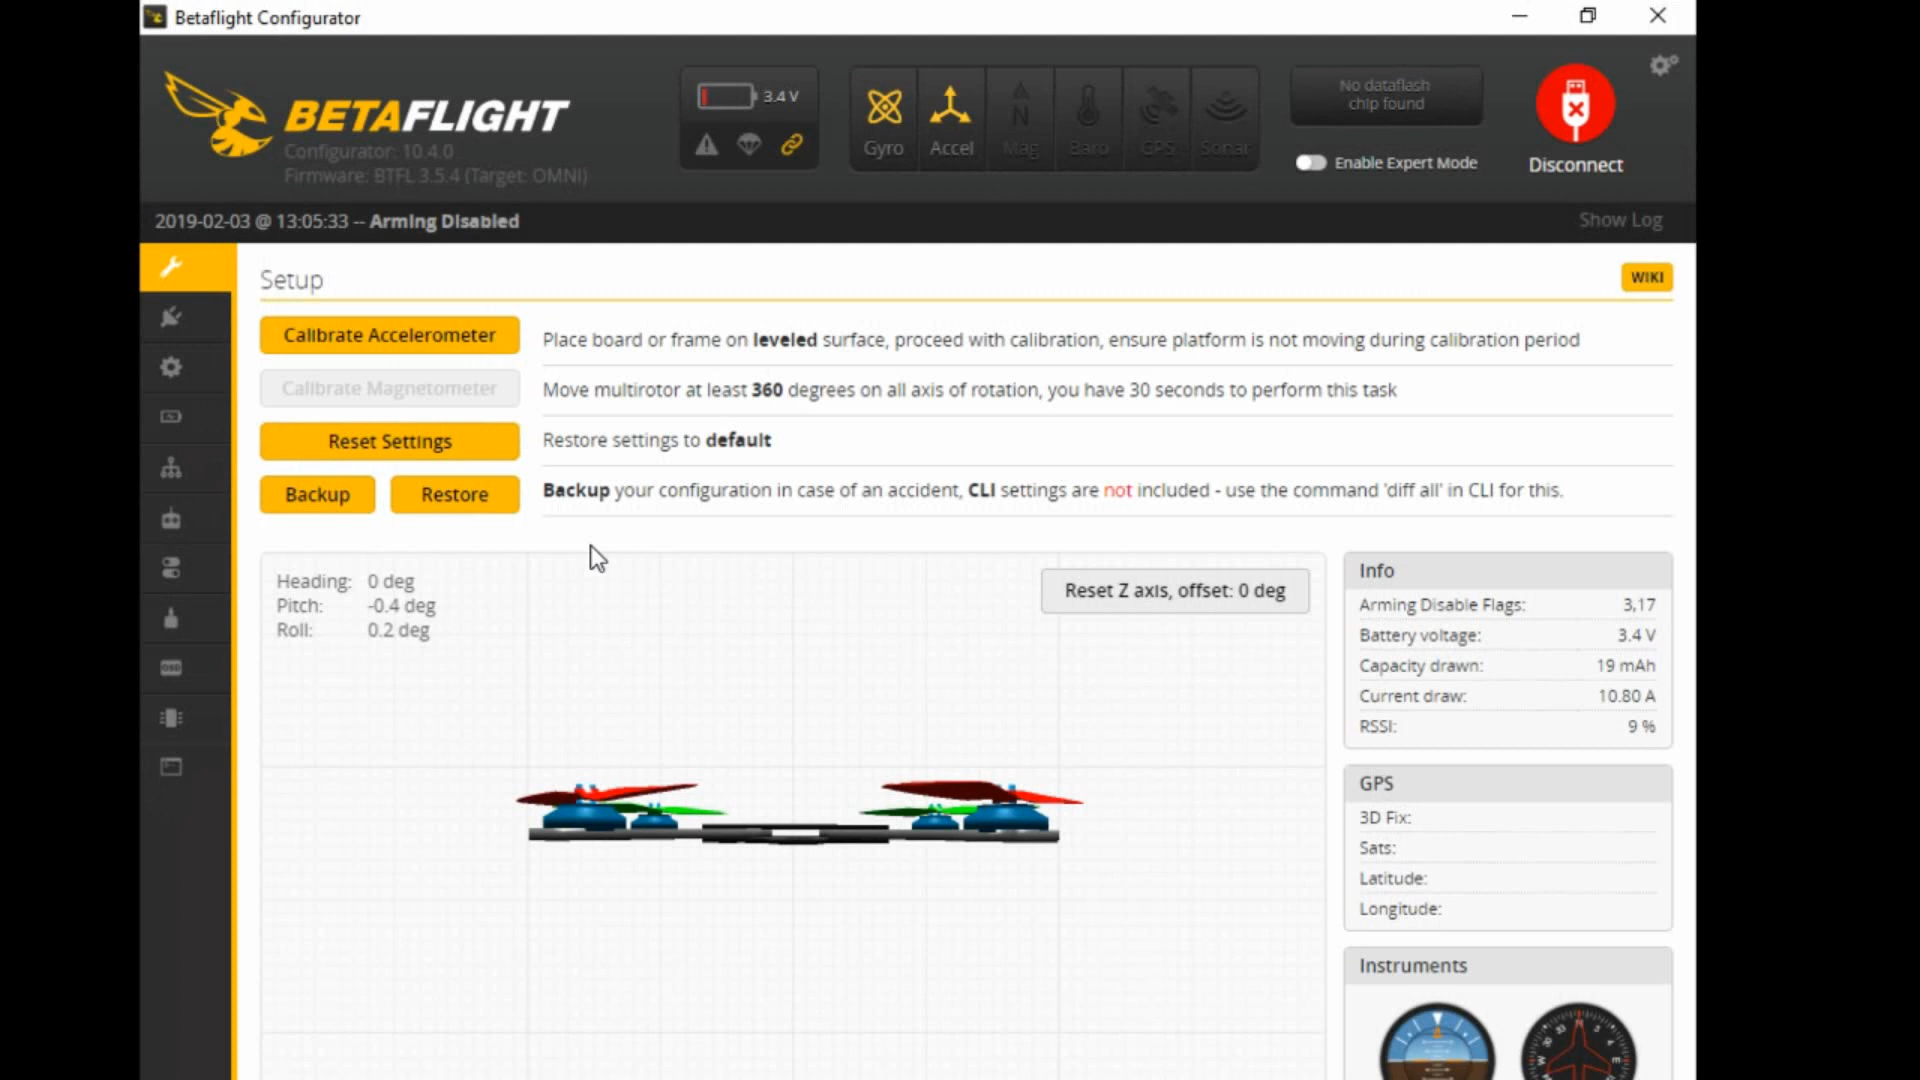 Betaflight Configurator
BETAFLIGHT
Configurator: 10.4.0
Firmware: BTFL 3.5.4 (Target: OMNI)
3.4 V
Gyro
Accel
Mag
Baro
GPS
Sonar
No dataflash
chip found
Enable Expert Mode
Disconnect
2019-02-03 @ 13:05:33 -- Arming Disabled
Show Log
Setup
WIKI
Calibrate Accelerometer
Place board or frame on leveled surface, proceed with calibration, ensure platform is not moving during calibration period
Calibrate Magnetometer
Move multirotor at least 360 degrees on all axis of rotation, you have 30 seconds to perform this task
Reset Settings
Restore settings to default
Backup
Restore
Backup your configuration in case of an accident, CLI settings are not included - use the command 'diff all' in CLI for this.
Heading: 0 deg
Pitch: -0.4 deg
Roll: 0.2 deg
Reset Z axis, offset: 0 deg
Info
Arming Disable Flags: 3,17
Battery voltage: 3.4 V
Capacity drawn: 19 mAh
Current draw: 10.80 A
RSSI: 9 %
GPS
3D Fix:
Sats:
Latitude:
Longitude:
Instruments